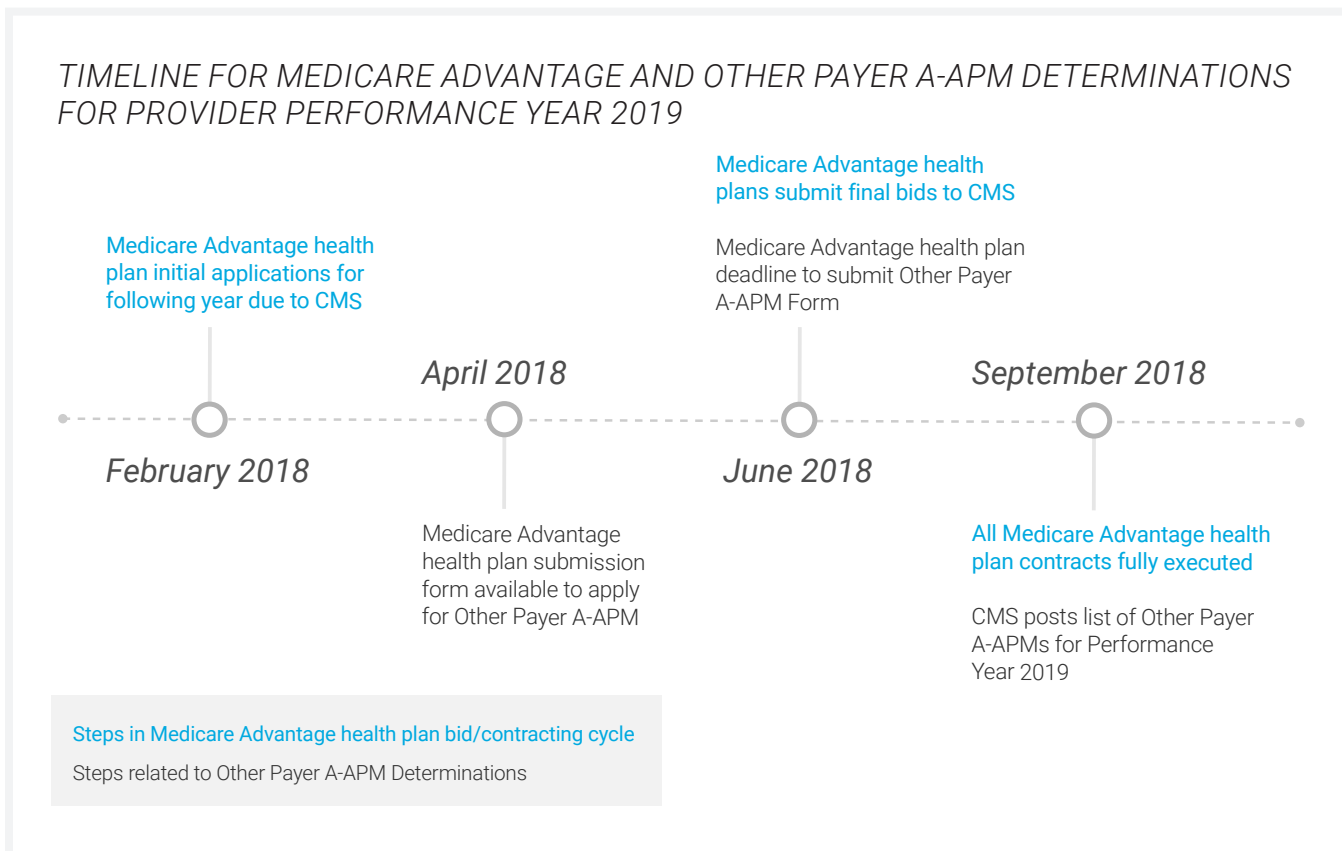 TIMELINE FOR MEDICARE ADVANTAGE AND OTHER PAYER A-APM DETERMINATIONS
FOR PROVIDER PERFORMANCE YEAR 2019
Medicare Advantage health
plan initial applications for
following year due to CMS
February 2018
April 2018
Medicare Advantage
health plan submission
form available to apply
for Other Payer A-APM
Medicare Advantage health
plans submit final bids to CMS
Medicare Advantage health plan
deadline to submit Other Payer
A-APM Form
June 2018
September 2018
All Medicare Advantage health
plan contracts fully executed
CMS posts list of Other Payer
A-APMs for Performance
Year 2019
Steps in Medicare Advantage health plan bid/contracting cycle
Steps related to Other Payer A-APM Determinations